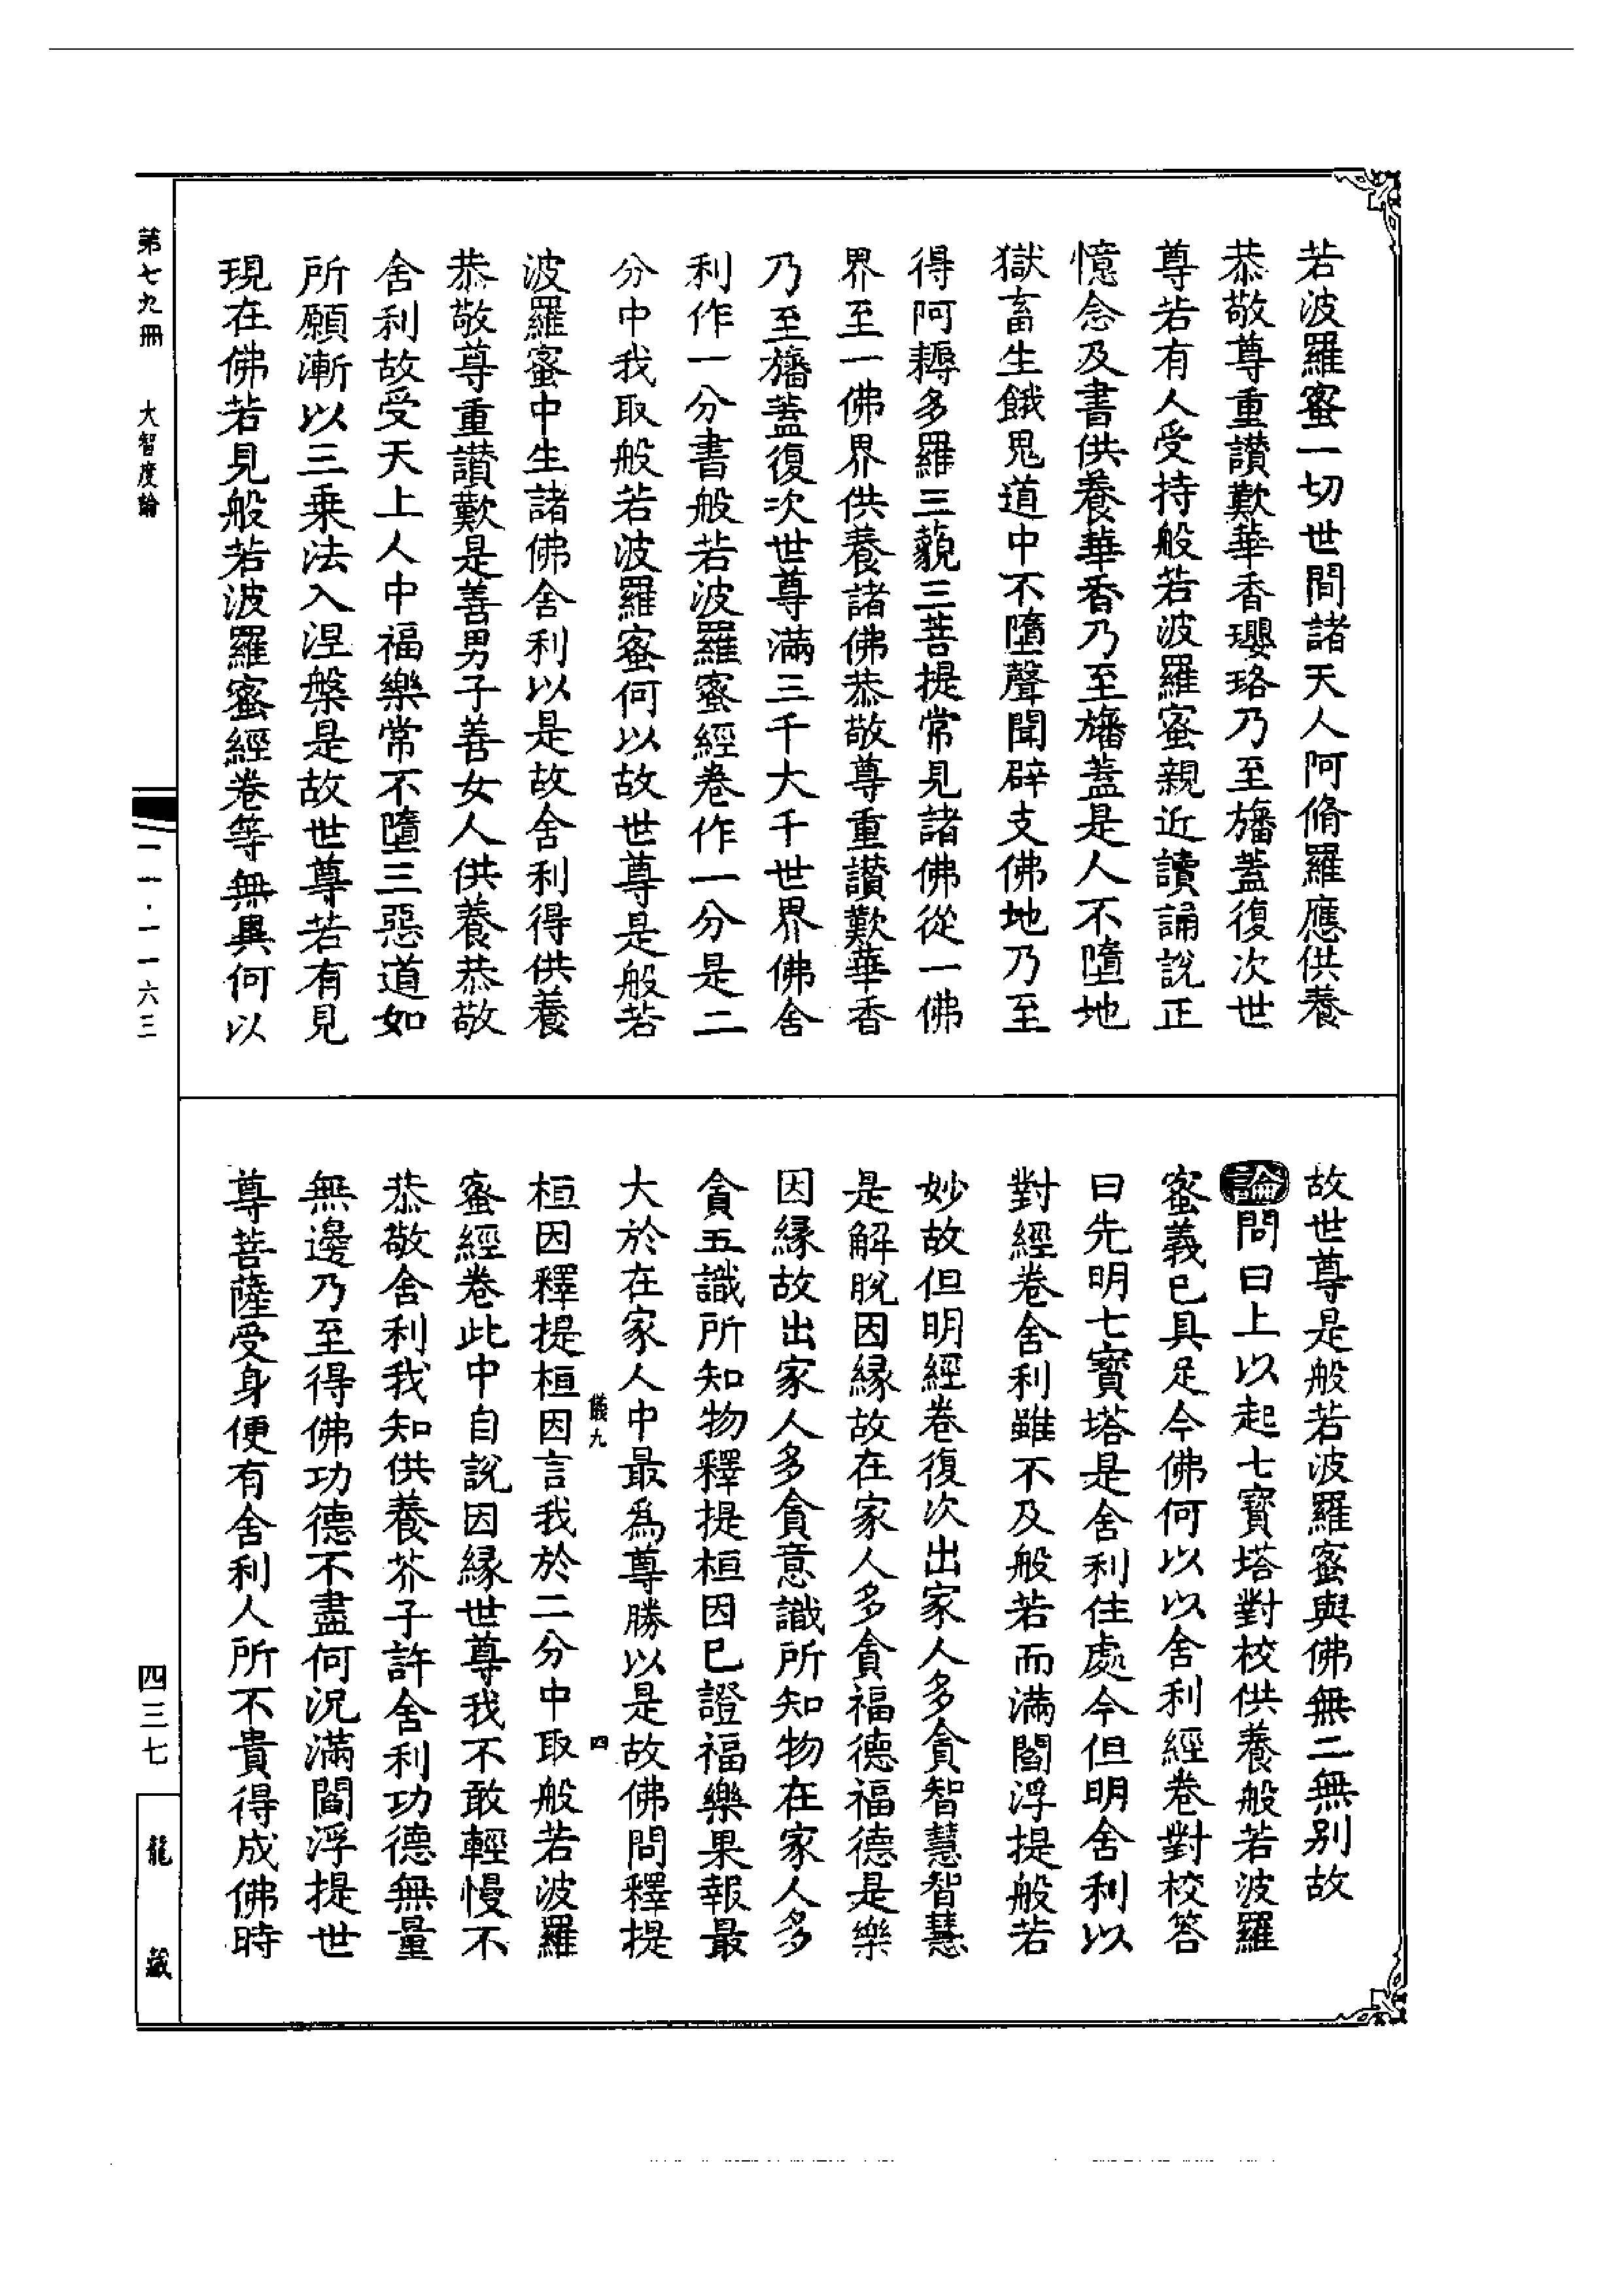 若波羅蜜一切世間諸天人阿脩羅應供養
恭敬尊重讃歎華香瓔珞乃至旛蓋復次世
尊若有人受持般若波羅蜜親近讀誦說正
憶念及書供養華香乃至旛蓋是人不墮地
獄畜生餓鬼道中不墮聲聞辟支佛地乃至
得阿耨多羅三藐三菩提常見諸佛從一佛
界至一佛界供養諸佛恭敬尊重讃歎華香
乃至旛蓋復次世尊滿三千大千世界佛舍
利作一分書般若波羅蜜經卷作一分是二
分中我取般若波羅蜜何以故世尊是般若
波羅蜜中生諸佛舍利以是故舍利得供養
恭敬尊重讃歎是善男子善女人供養恭敬
舍利故受天上人中福樂常不墮三惡道如
所願漸以三乘法入涅槃是故世尊若有見
現在佛若見般若波羅蜜經卷等無異何以
故世尊是般若波羅蜜與佛無二無别故
論問曰上以起七寶塔對校供養般若波羅
蜜義已具足今佛何以以舍利經卷對校答
曰先明七寶塔是舍利住處今但明舍利以
對經卷舍利雖不及般若而滿閻浮提般若
妙故但明經卷復次出家人多貪智慧智慧
是解脫因縁故在家人多貪福德福德是樂
因縁故出家人多貪意識所知物在家人多
貪五識所知物釋提桓因已證福樂果報最
大於在家人中最爲尊勝以是故佛問釋提
儀九
四
桓因釋提桓因言我於二分中取般若波羅
蜜經卷此中自說因縁世尊我不敢輕慢不
恭敬舍利我知供養芥子許舍利功德無量
無邊乃至得佛功德不盡何況滿閻浮提世
尊菩薩受身便有舍利人所不貴得成佛時
第七九冊
大智度論
一一·一一六三
四三七
龍藏